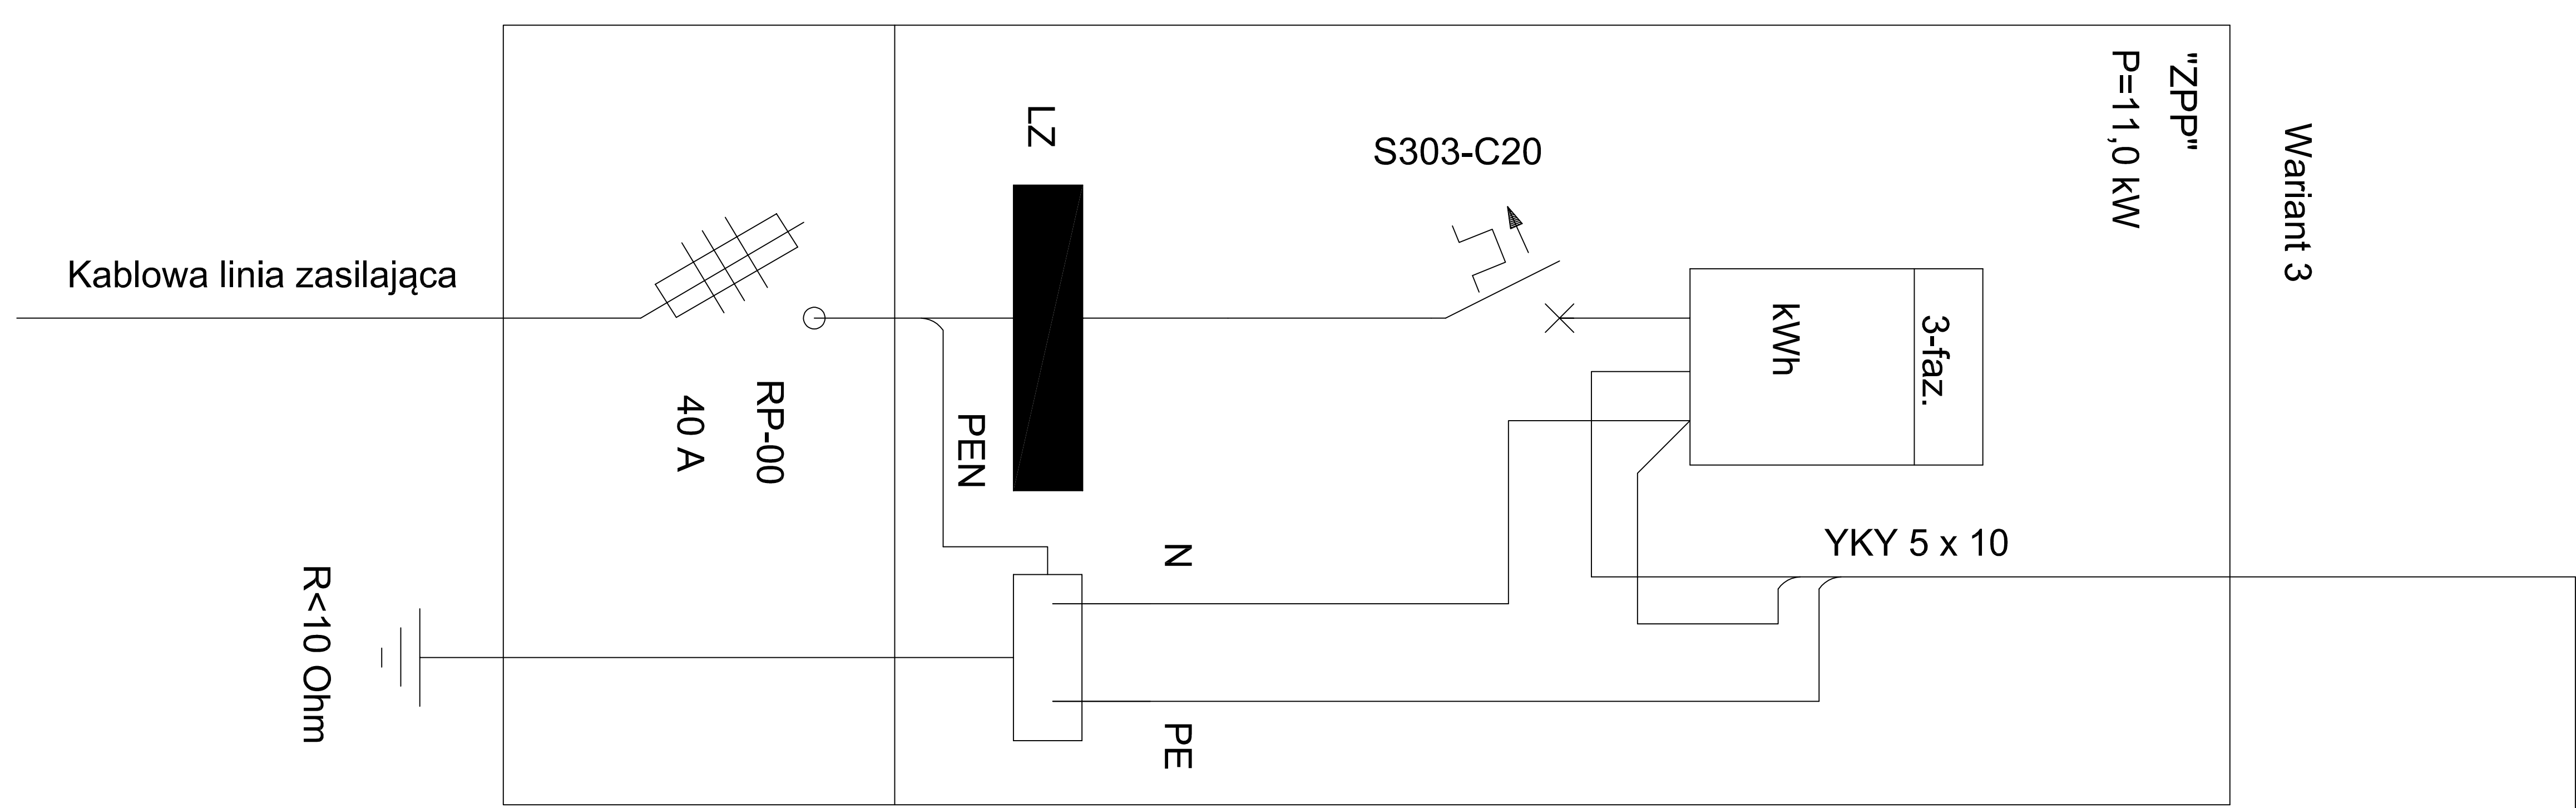 Wariant 3
"ZPP"
P=11,0 kW
LZ
S303-C20
Kablowa linia zasilająca
3-faz.
kWh
RP-00
40 A
PEN
N
YKY 5 x 10
R<10 Ohm
PE